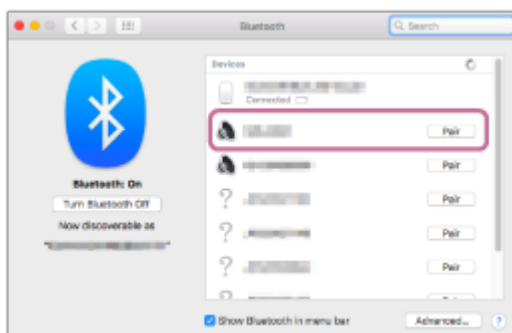 Bluetooth
Search
Devices
Connected
Pair
Pair
Bluetooth: On
Turn Bluetooth Off
Pair
Now discoverable as
Pair
Pair
Show Bluetooth in menu bar
Advanced...
?